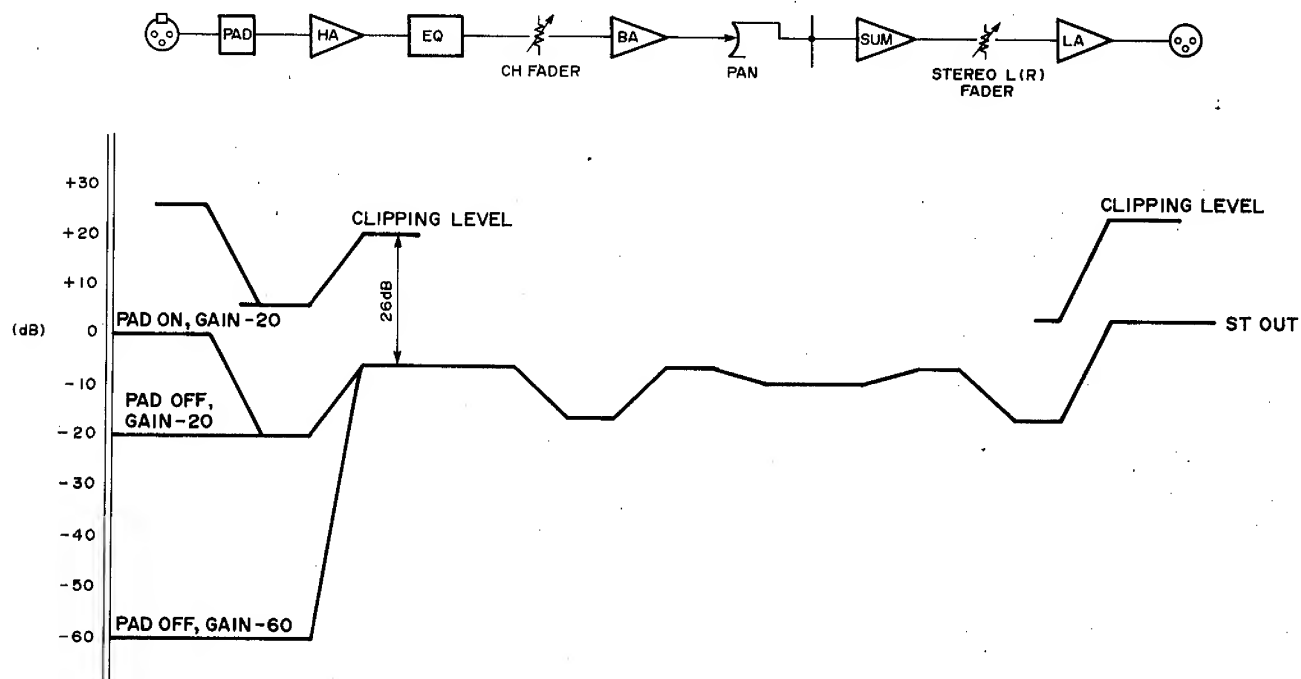 PAD
HA
EQ
CH FADER
BA
PAN
SUM
STEREO L(R)
FADER
LA
+30
CLIPPING LEVEL
CLIPPING LEVEL
+20
+10
26dB
(dB)
0
PAD ON, GAIN-20
ST OUT
-10
PAD OFF,
GAIN-20
-20
-30
-40
-50
PAD OFF, GAIN-60
-60